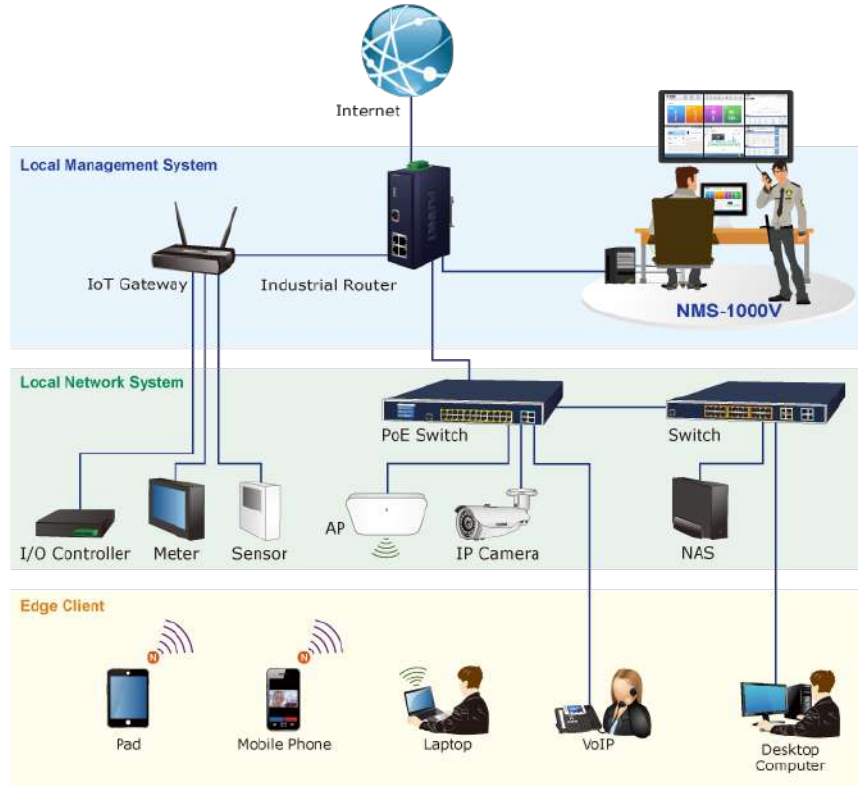 Internet
Local Management System
PLANET
IoT Gateway
Industrial Router
NMS-1000V
Local Network System
PoE Switch
Switch
AP
I/O Controller
Meter
Sensor
IP Camera
NAS
Edge Client
N
N
Pad
Mobile Phone
Laptop
VoIP
Desktop
Computer